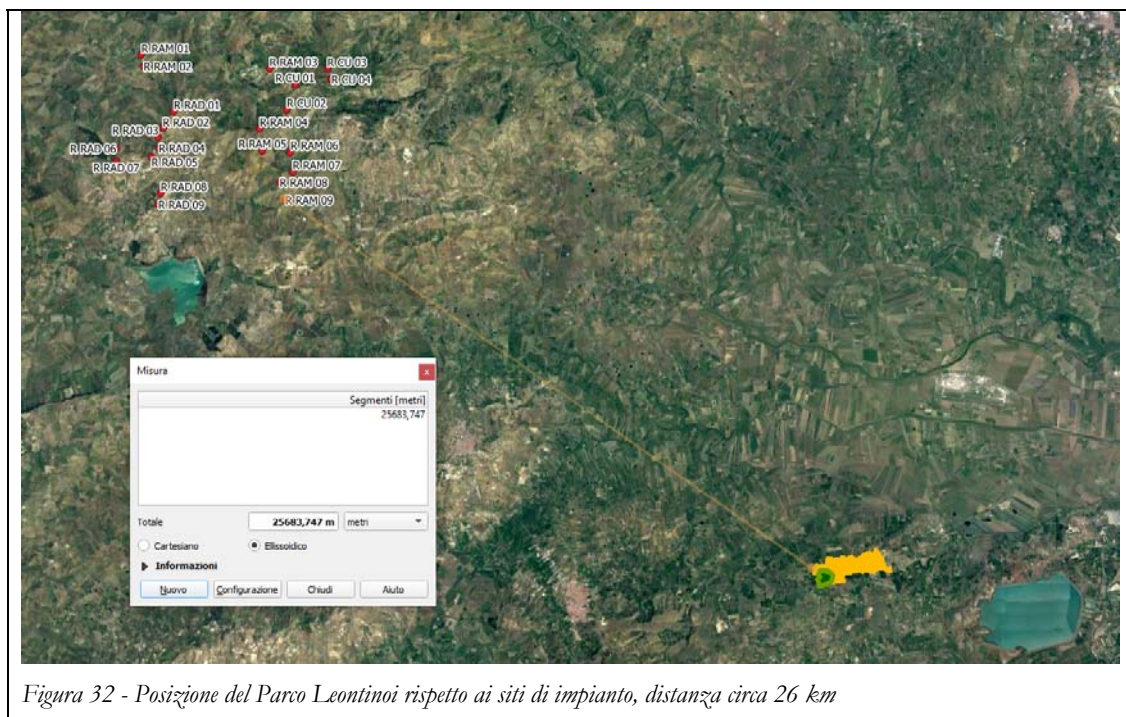 R RAM 01
R RAM 02
R RAM 03
R CU 03
R CU 01
R CU 04
R RAD 01
R CU 02
R RAD 02
R RAD 03
R RAM 04
R RAD 06
R RAD 04
R RAM 05
R RAM 06
R RAD 07
R RAD 05
R RAM 07
R RAM 08
R RAD 08
R RAD 09
R RAM 09
Misura
x
Segmenti [metri]
25683,747
Totale
25683,747 m
metri
Cartesiano
Ellissoidico
Informazioni
Nuovo
Configurazione
Chiudi
Aiuto
Figura 32 - Posizione del Parco Leontinoi rispetto ai siti di impianto, distanza circa 26 km